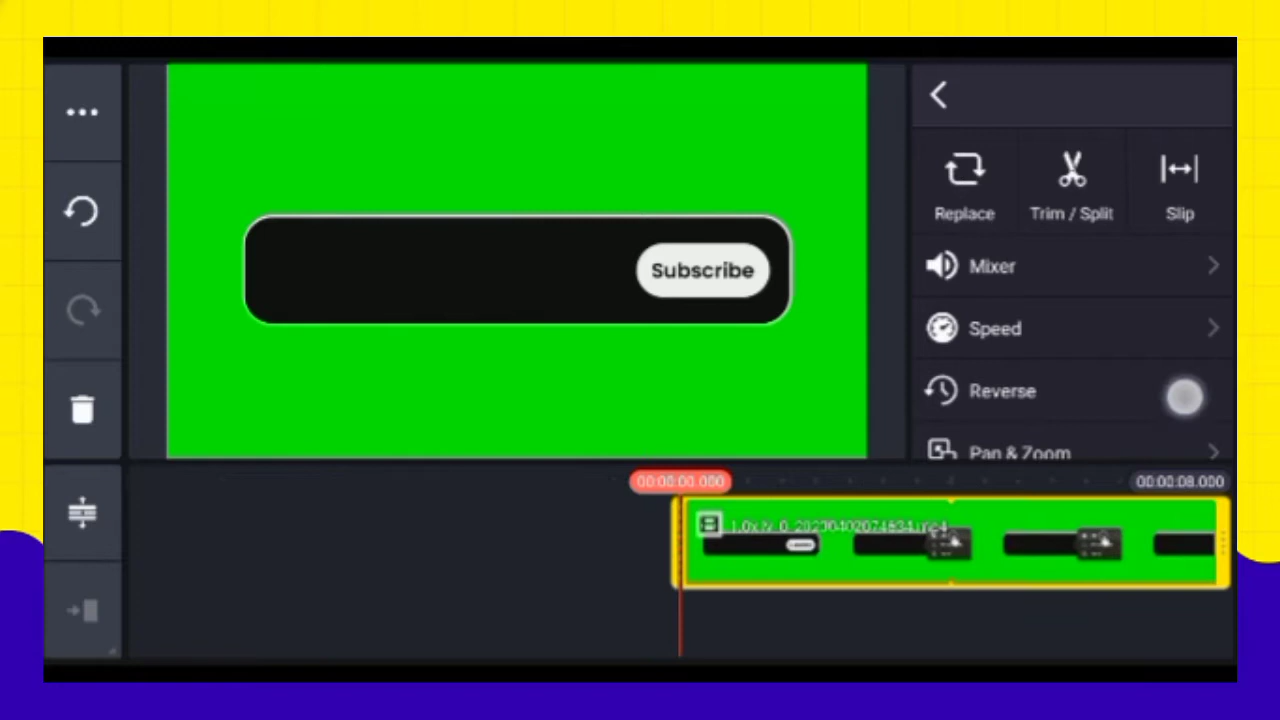 Subscribe
Replace
Trim / Split
Slip
Mixer
Speed
Reverse
Pan & Zoom
00:00:00.000
00:00:08.000